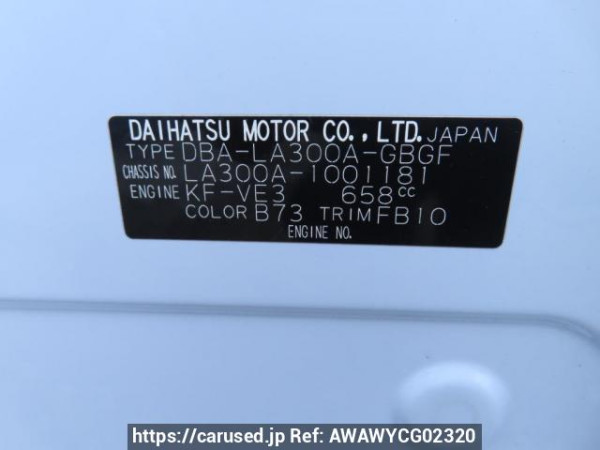 DAIHATSU MOTOR CO., LTD. JAPAN
TYPE DBA-LA300A-GBGF
CHASSIS NO. LA300A-1001181
ENGINE KF-VE3 658cc
COLOR B73 TRIM FB10
ENGINE NO.
https://carused.jp Ref: AWAWYCG02320